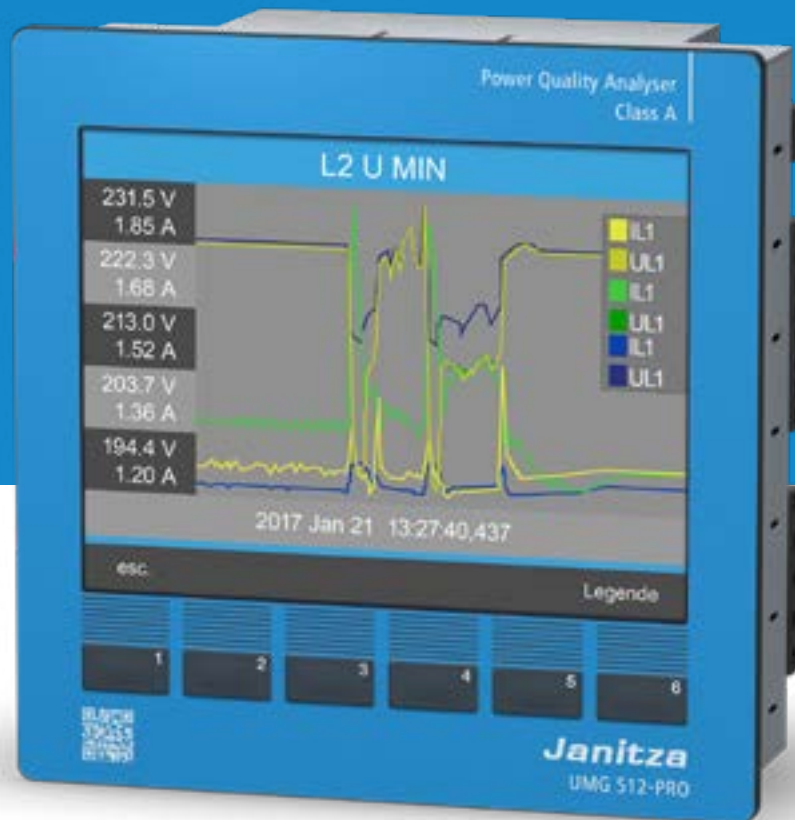 Power Quality Analyser
Class A
L2 U MIN
231.5 V
1.85 A
222.3 V
1.68 A
213.0 V
1.52 A
203.7 V
1.36 A
194.4 V
1.20 A
IL1
UL1
IL1
UL1
IL1
UL1
2017 Jan 21 13:27:40,437
esc.
Legende
1
2
3
4
5
6
Janitza
UMG 512-PRO